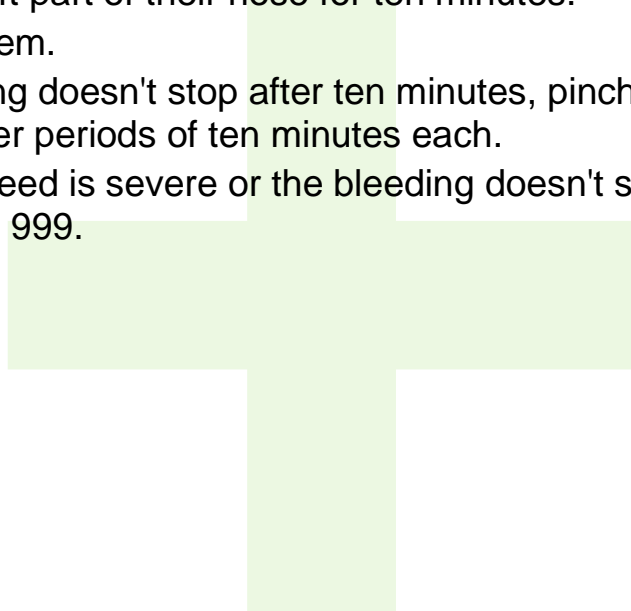 part of their nose for ten minutes.
doesn't stop after ten minutes, pinch
periods of ten minutes each.
is severe or the bleeding doesn't
999.